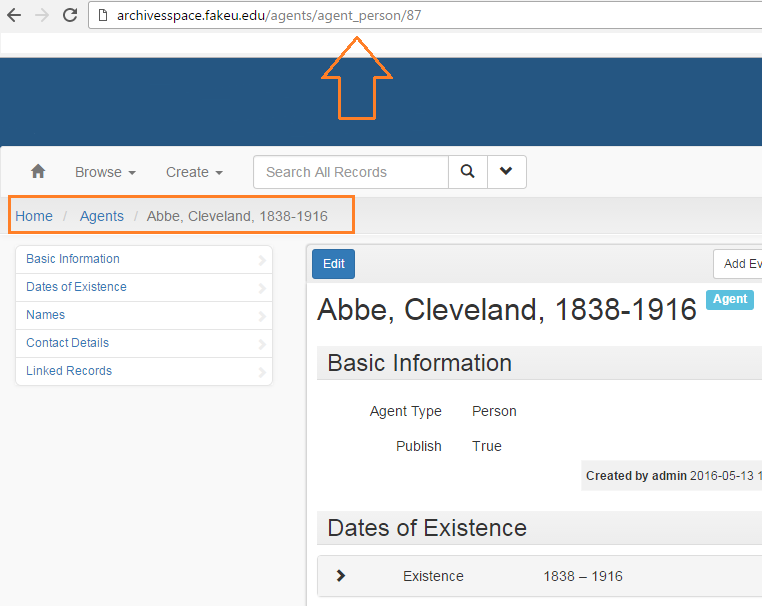 archivesspace.fakeu.edu/agents/agent_person/87
Browse Create Search All Records
Home / Agents / Abbe, Cleveland, 1838-1916
Basic Information
Dates of Existence
Names
Contact Details
Linked Records
Edit Add Ev
Abbe, Cleveland, 1838-1916 Agent
Basic Information
Agent Type Person
Publish True
Created by admin 2016-05-13 1
Dates of Existence
Existence 1838 – 1916